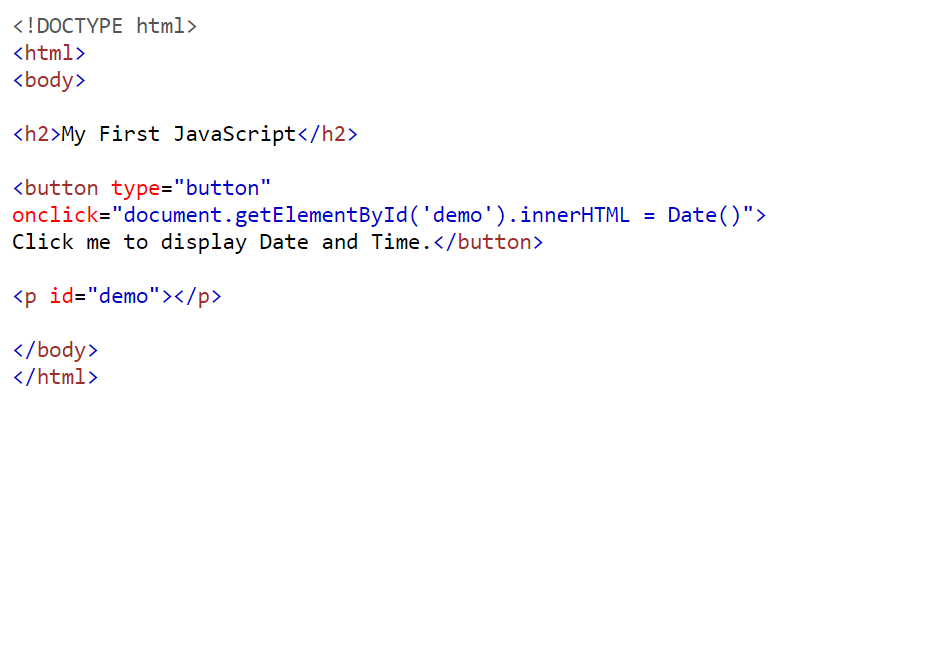 <!DOCTYPE html>
<html>
<body>

<h2>My First JavaScript</h2>

<button type="button"
onclick="document.getElementById('demo').innerHTML = Date()">
Click me to display Date and Time.</button>

<p id="demo"></p>

</body>
</html>